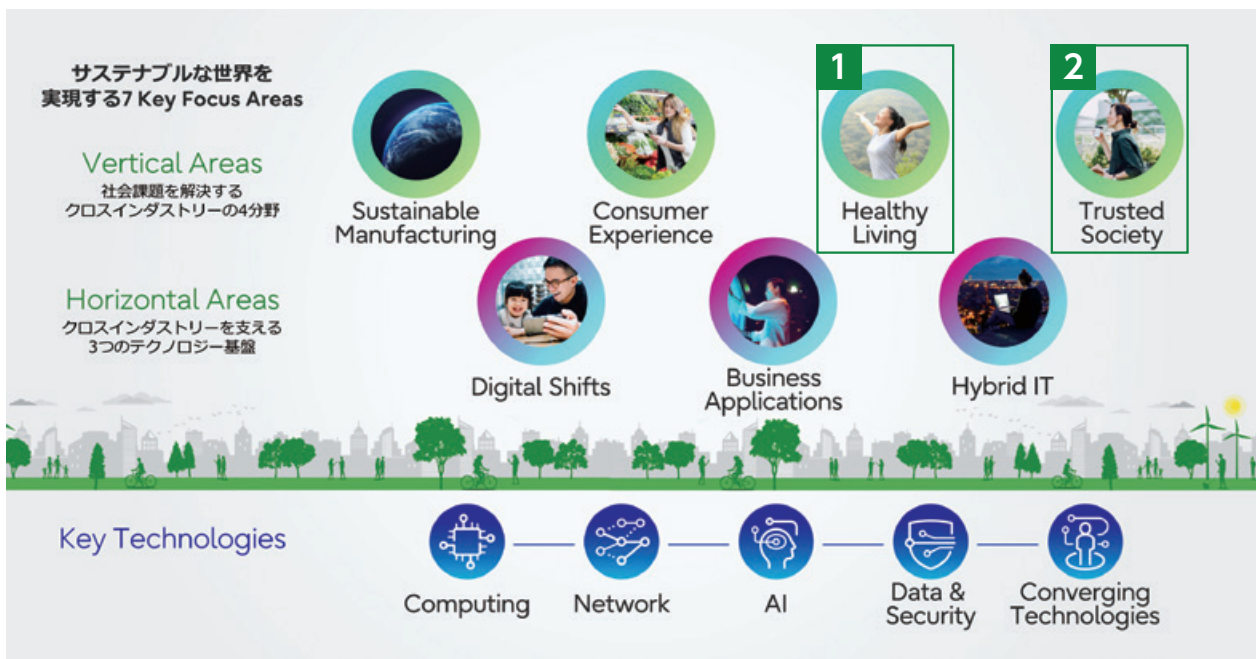 サステナブルな世界を
実現する7 Key Focus Areas
Vertical Areas
社会課題を解決する
クロスインダストリーの4分野
1
2
Sustainable
Manufacturing
Consumer
Experience
Healthy
Living
Trusted
Society
Horizontal Areas
クロスインダストリーを支える
3つのテクノロジー基盤
Digital Shifts
Business
Applications
Hybrid IT
Key Technologies
Computing
Network
AI
Data &
Security
Converging
Technologies